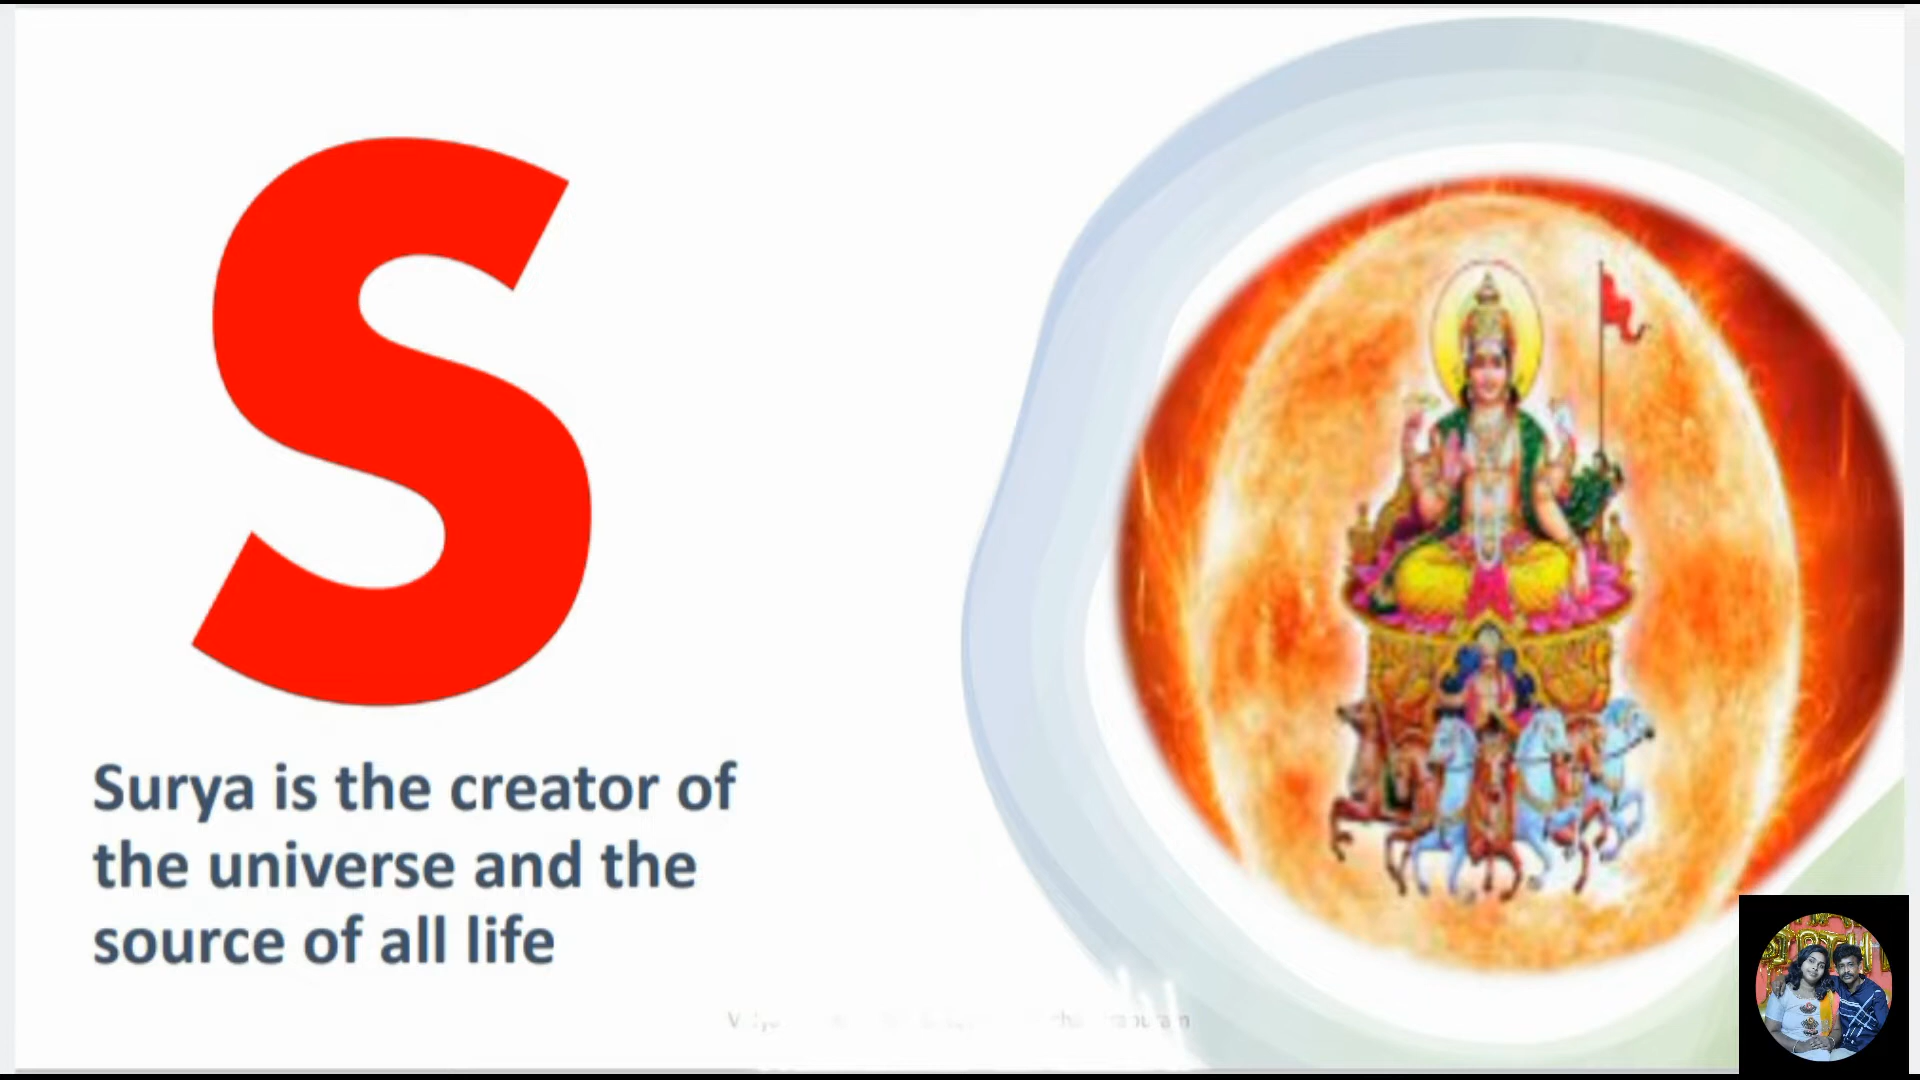 S
Surya is the creator of
the universe and the
source of all life